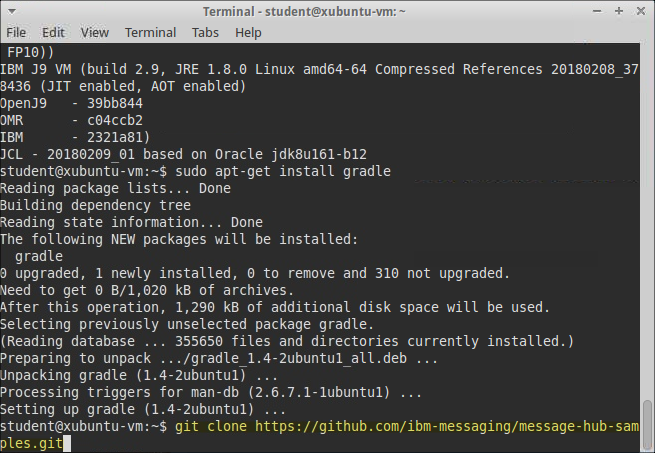 Terminal - student@xubuntu-vm: ~
File Edit View Terminal Tabs Help
FP10))
IBM J9 VM (build 2.9, JRE 1.8.0 Linux amd64-64 Compressed References 20180208_37
8436 (JIT enabled, AOT enabled)
OpenJ9   - 39bb844
OMR      - c04ccb2
IBM      - 2321a81)
JCL - 20180209_01 based on Oracle jdk8u161-b12
student@xubuntu-vm:~$ sudo apt-get install gradle
Reading package lists... Done
Building dependency tree
Reading state information... Done
The following NEW packages will be installed:
  gradle
0 upgraded, 1 newly installed, 0 to remove and 310 not upgraded.
Need to get 0 B/1,020 kB of archives.
After this operation, 1,290 kB of additional disk space will be used.
Selecting previously unselected package gradle.
(Reading database ... 355650 files and directories currently installed.)
Preparing to unpack .../gradle_1.4-2ubuntu1_all.deb ...
Unpacking gradle (1.4-2ubuntu1) ...
Processing triggers for man-db (2.6.7.1-1ubuntu1) ...
Setting up gradle (1.4-2ubuntu1) ...
student@xubuntu-vm:~$ git clone https://github.com/ibm-messaging/message-hub-sam
ples.git